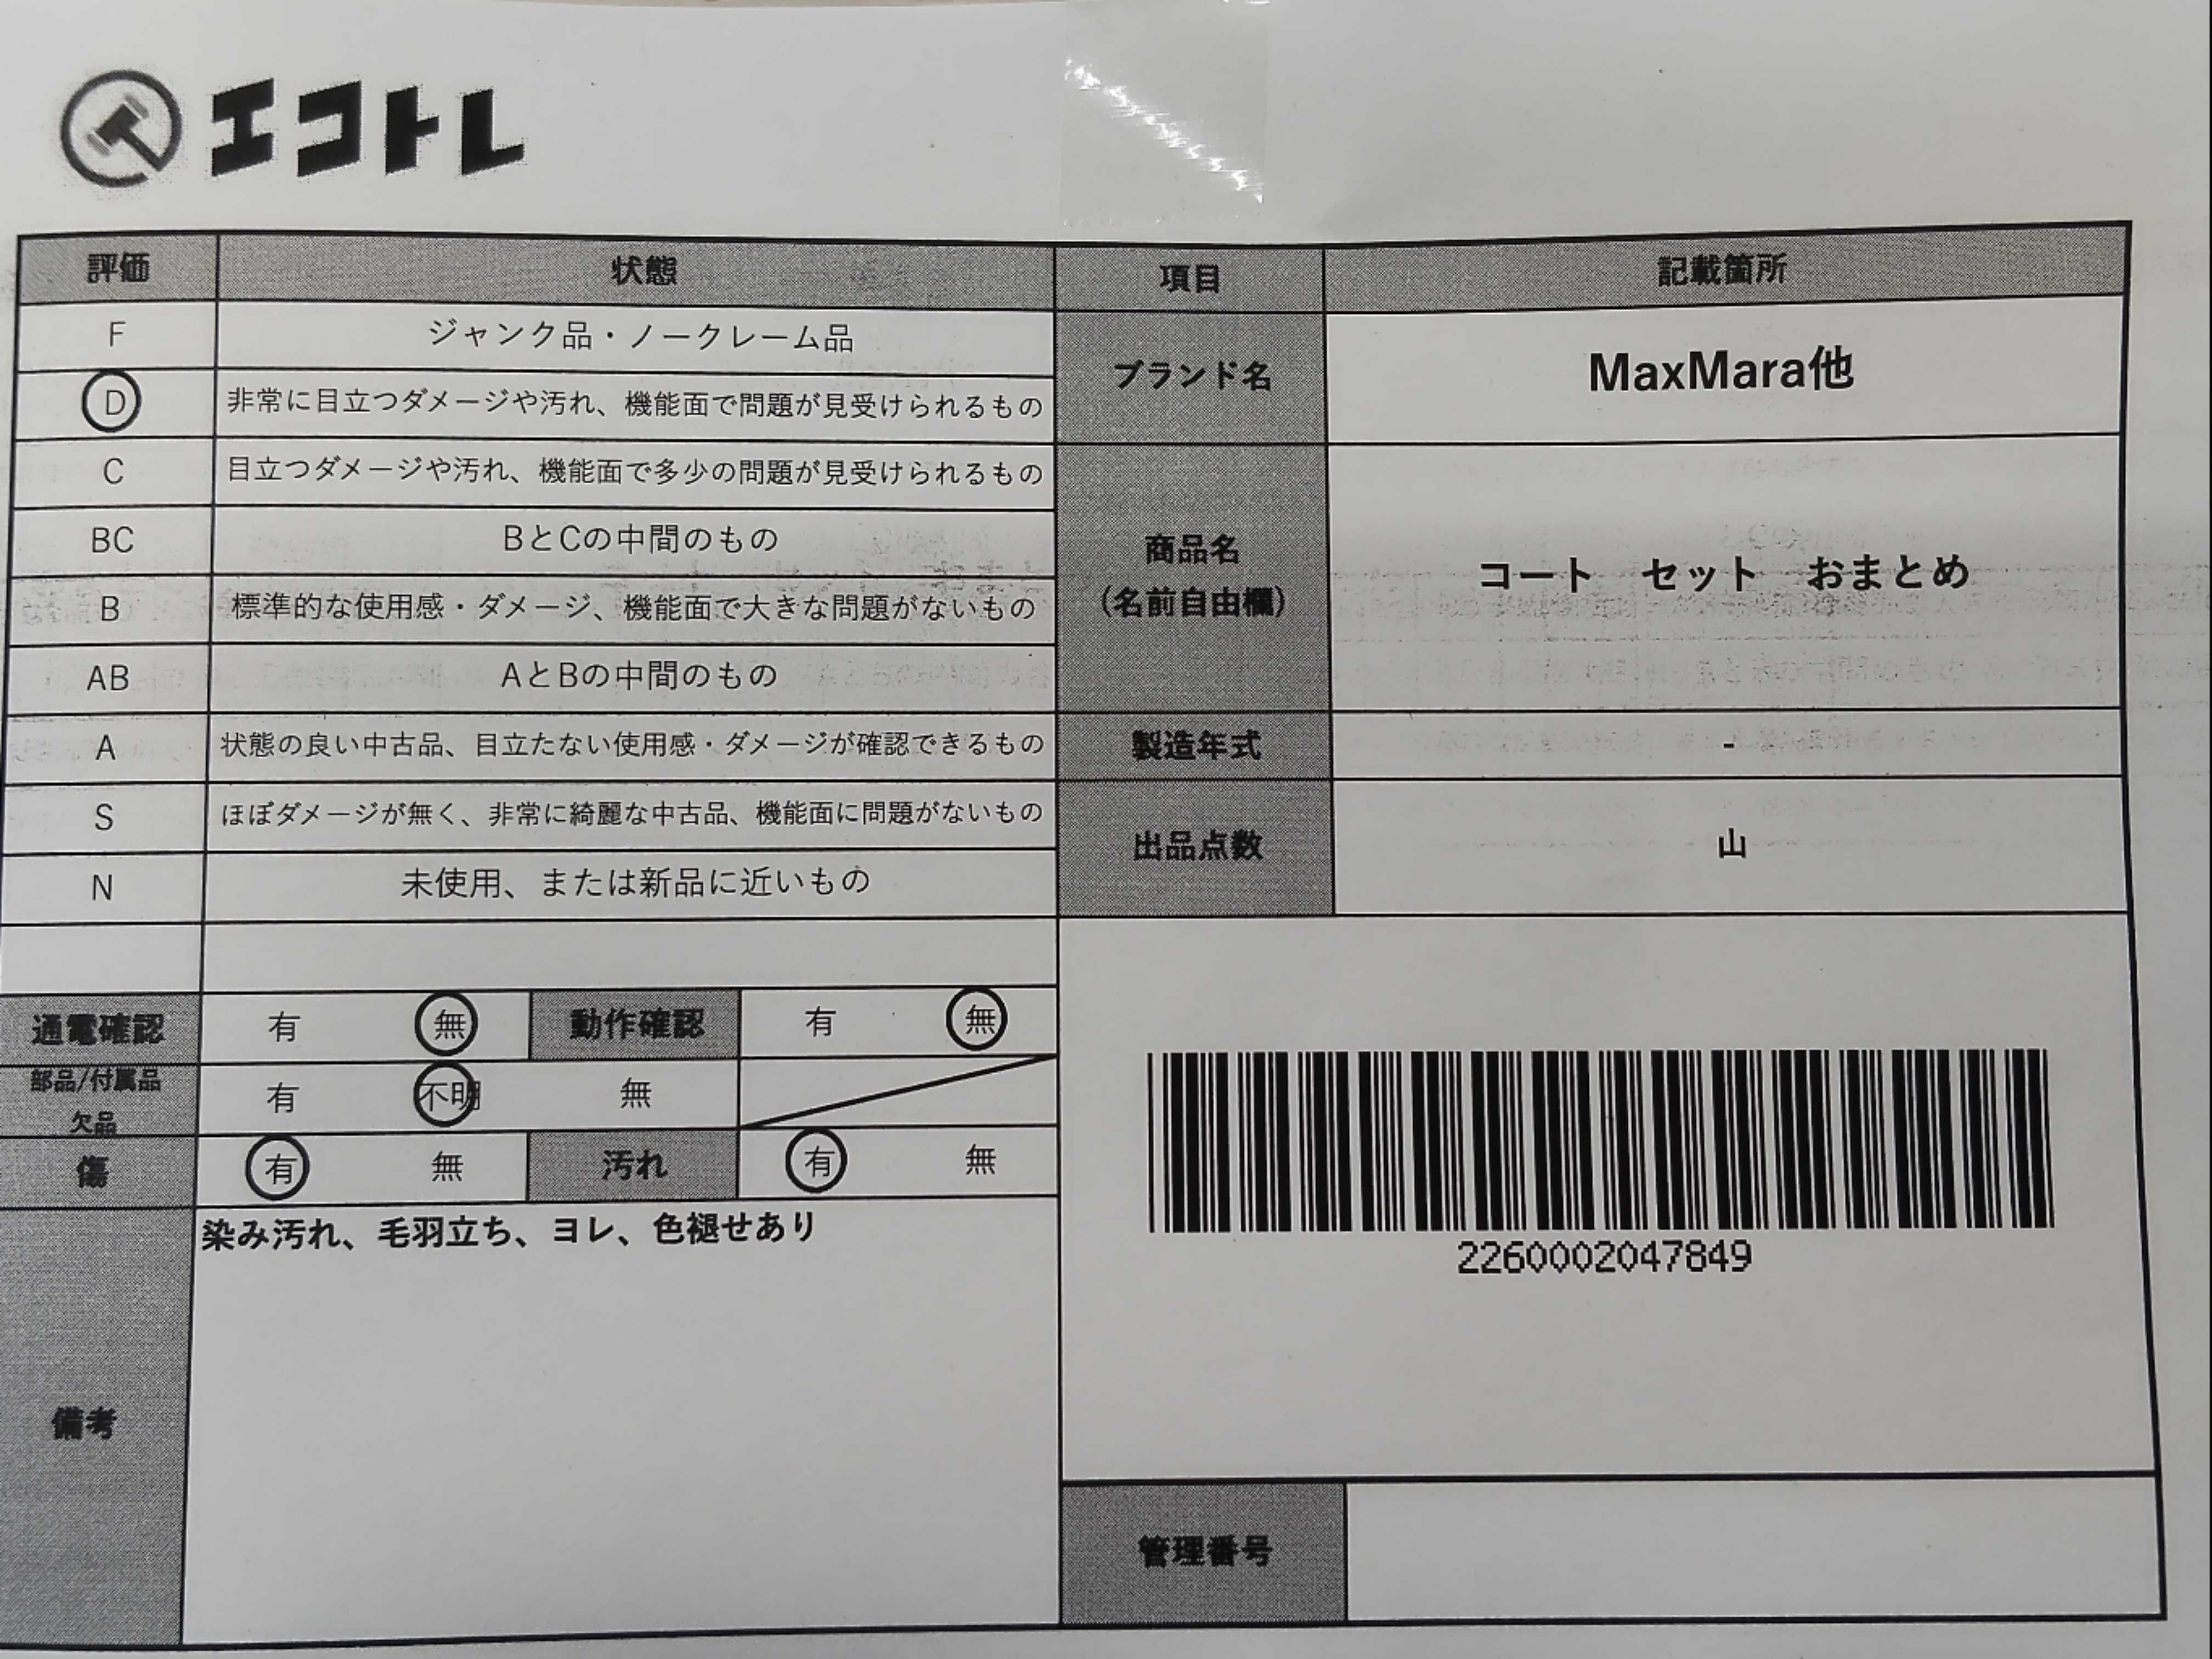 エコトレ
評価 状態 項目 記載箇所
F ジャンク品・ノークレーム品
D 非常に目立つダメージや汚れ、機能面で問題が見受けられるもの
C 目立つダメージや汚れ、機能面で多少の問題が見受けられるもの
BC BとCの中間のもの
B 標準的な使用感・ダメージ、機能面で大きな問題がないもの
AB AとBの中間のもの
A 状態の良い中古品、目立たない使用感・ダメージが確認できるもの
S ほぼダメージが無く、非常に綺麗な中古品、機能面に問題がないもの
N 未使用、または新品に近いもの
ブランド名 MaxMara他
商品名
(名前自由欄)
コート セット おまとめ
製造年式 -
出品点数 山
通電確認 有 無 動作確認 有 無
部品/付属品
欠品
有 不明 無
傷 有 無 汚れ 有 無
備考
染み汚れ、毛羽立ち、ヨレ、色褪せあり
2260002047849
管理番号